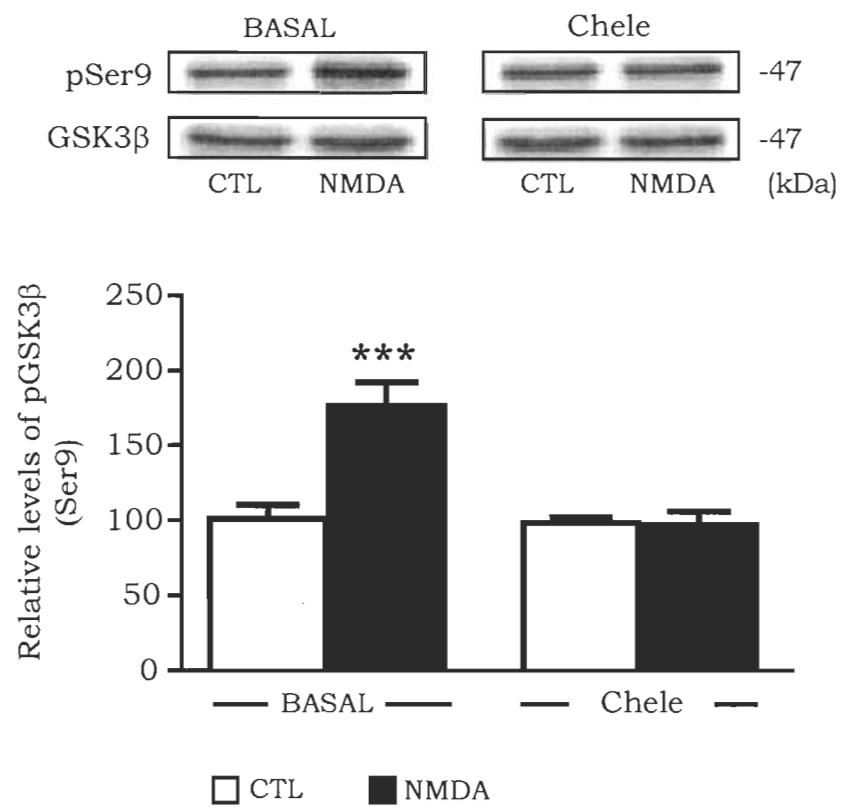 BASAL Chele
pSer9 -47
GSK3β -47
CTL NMDA CTL NMDA (kDa)
Relative levels of pGSK3β
(Ser9)
250
200
150
100
50
0
***
BASAL Chele
CTL NMDA